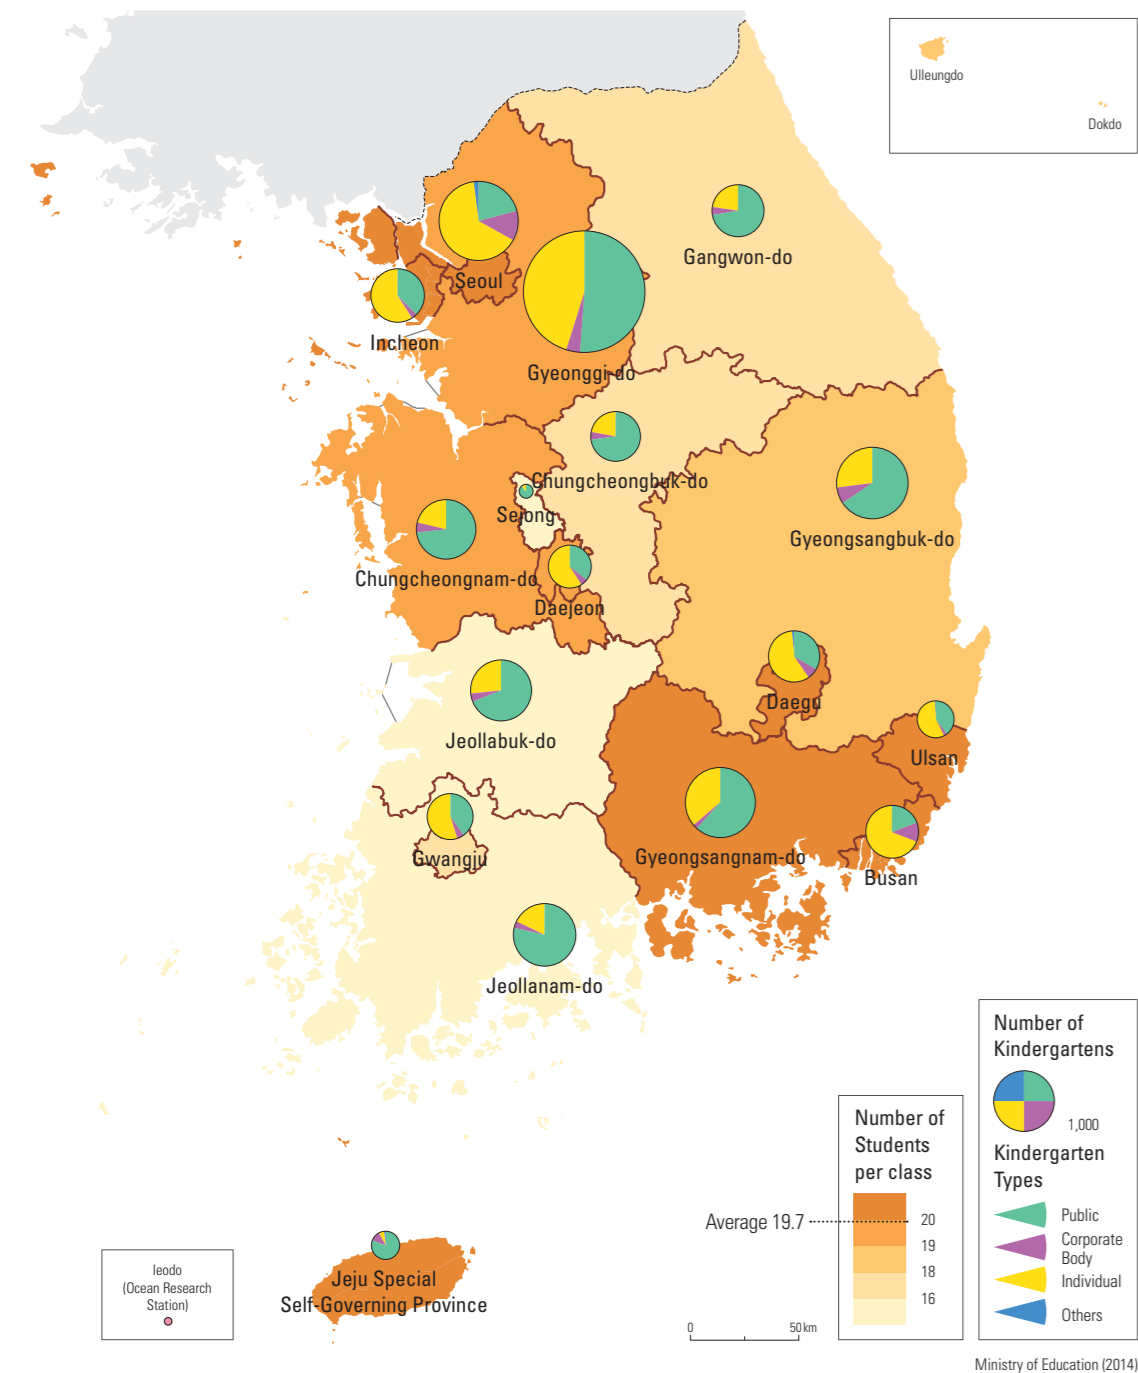 Ulleungdo
Dokdo
Gangwon-do
Seoul
Incheon
Gyeonggi-do
Chungcheongbuk-do
Sejong
Gyeongsangbuk-do
Chungcheongnam-do
Daejeon
Daegu
Jeollabuk-do
Ulsan
Gwangju
Gyeongsangnam-do
Busan
Jeollanam-do
Jeju Special
Self-Governing Province
Ieodo
(Ocean Research
Station)
Average 19.7
0
50 km
Number of
Students
per class
20
19
18
16
Number of
Kindergartens
1,000
Kindergarten
Types
Public
Corporate
Body
Individual
Others
Ministry of Education (2014)